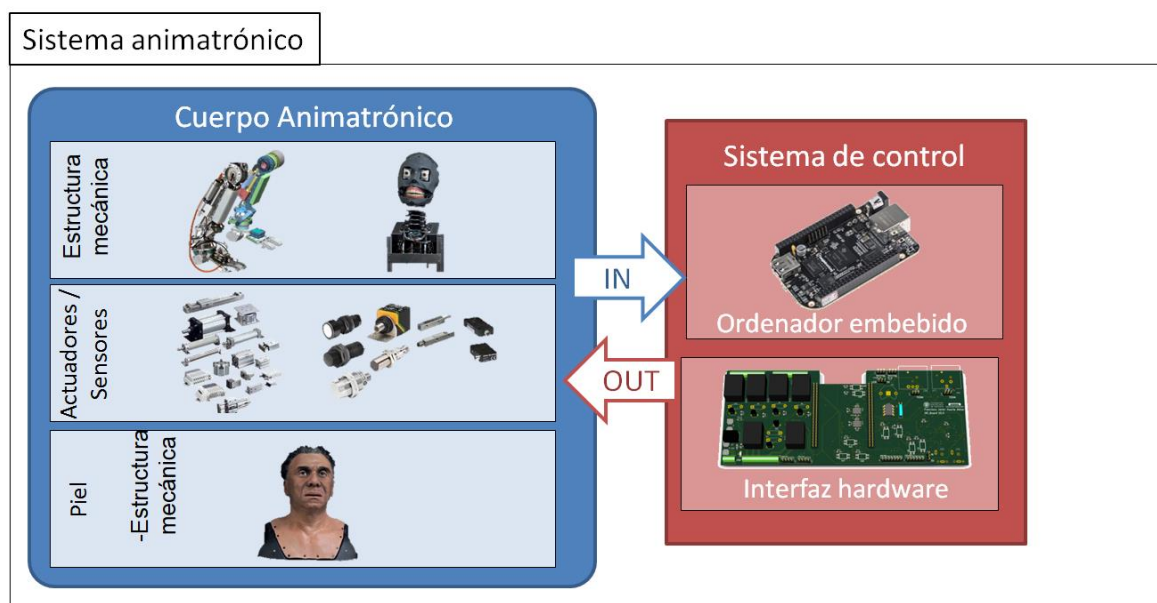 Sistema animatrónico
Cuerpo Animatrónico
Estructura
mecánica
Actuadores /
Sensores
Piel
-Estructura
mecánica
IN
OUT
Sistema de control
Ordenador embebido
Interfaz hardware